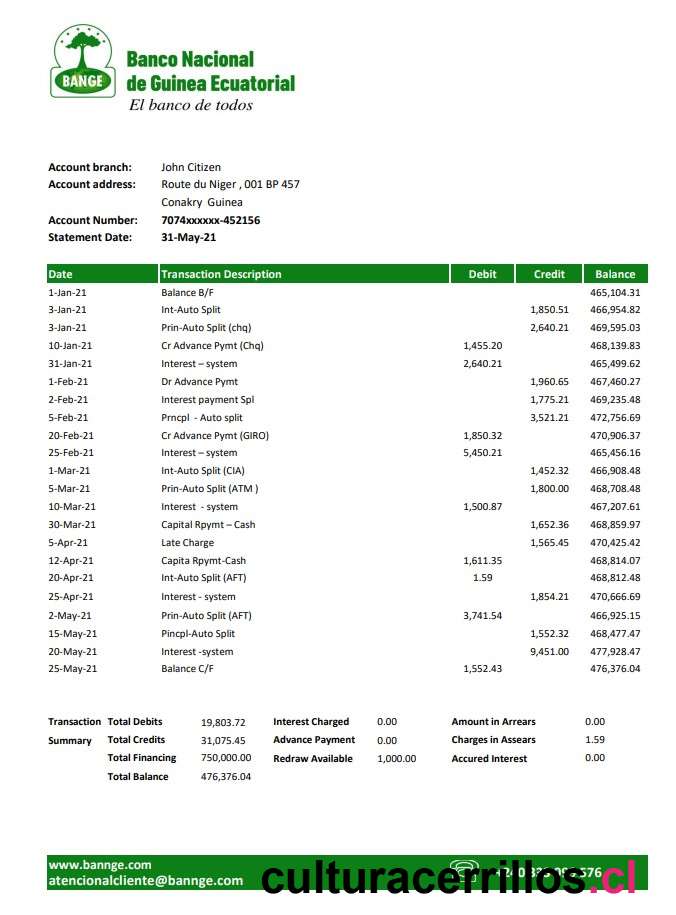 BANGE
Banco Nacional
de Guinea Ecuatorial
El banco de todos
Account branch: John Citizen
Account address: Route du Niger , 001 BP 457
Conakry Guinea
Account Number: 7074xxxxxx-452156
Statement Date: 31-May-21
Date Transaction Description Debit Credit Balance
1-Jan-21 Balance B/F 465,104.31
3-Jan-21 Int-Auto Split 1,850.51 466,954.82
3-Jan-21 Prin-Auto Split (chq) 2,640.21 469,595.03
10-Jan-21 Cr Advance Pymt (Chq) 1,455.20 468,139.83
31-Jan-21 Interest – system 2,640.21 465,499.62
1-Feb-21 Dr Advance Pymt 1,960.65 467,460.27
2-Feb-21 Interest payment Spl 1,775.21 469,235.48
5-Feb-21 Prncpl - Auto split 3,521.21 472,756.69
20-Feb-21 Cr Advance Pymt (GIRO) 1,850.32 470,906.37
25-Feb-21 Interest – system 5,450.21 465,456.16
1-Mar-21 Int-Auto Split (CIA) 1,452.32 466,908.48
5-Mar-21 Prin-Auto Split (ATM ) 1,800.00 468,708.48
10-Mar-21 Interest - system 1,500.87 467,207.61
30-Mar-21 Capital Rpymt – Cash 1,652.36 468,859.97
5-Apr-21 Late Charge 1,565.45 470,425.42
12-Apr-21 Capita Rpymt-Cash 1,611.35 468,814.07
20-Apr-21 Int-Auto Split (AFT) 1.59 468,812.48
25-Apr-21 Interest - system 1,854.21 470,666.69
2-May-21 Prin-Auto Split (AFT) 3,741.54 466,925.15
15-May-21 Pincpl-Auto Split 1,552.32 468,477.47
20-May-21 Interest -system 9,451.00 477,928.47
25-May-21 Balance C/F 1,552.43 476,376.04
Transaction Total Debits 19,803.72 Interest Charged 0.00 Amount in Arrears 0.00
Summary Total Credits 31,075.45 Advance Payment 0.00 Charges in Assears 1.59
Total Financing 750,000.00 Redraw Available 1,000.00 Accured Interest 0.00
Total Balance 476,376.04
www.bannge.com
atencionalcliente@bannge.com
culturacerrillos.cl